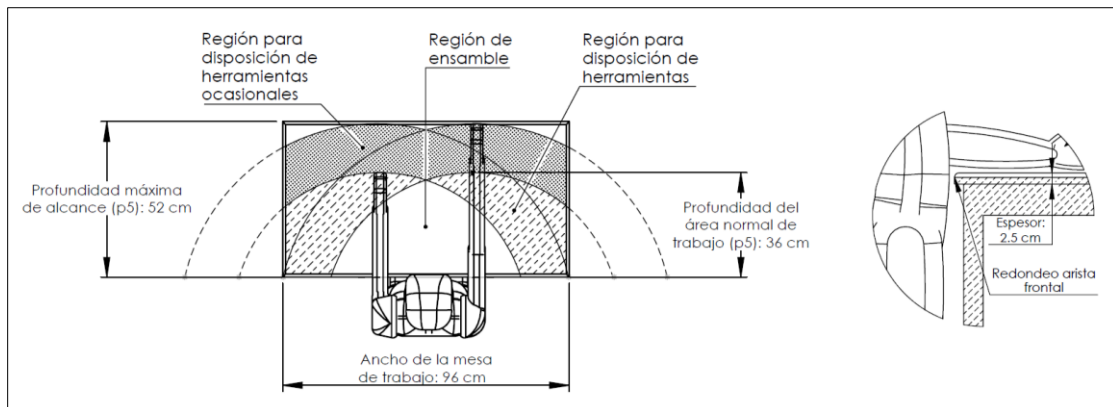 Región para
disposición de
herramientas
ocasionales
Región de
ensamble
Región para
disposición de
herramientas
Profundidad máxima
de alcance (p5): 52 cm
Profundidad del
área normal de
trabajo (p5): 36 cm
Ancho de la mesa
de trabajo: 96 cm
Espesor:
2.5 cm
Redondeo arista
frontal